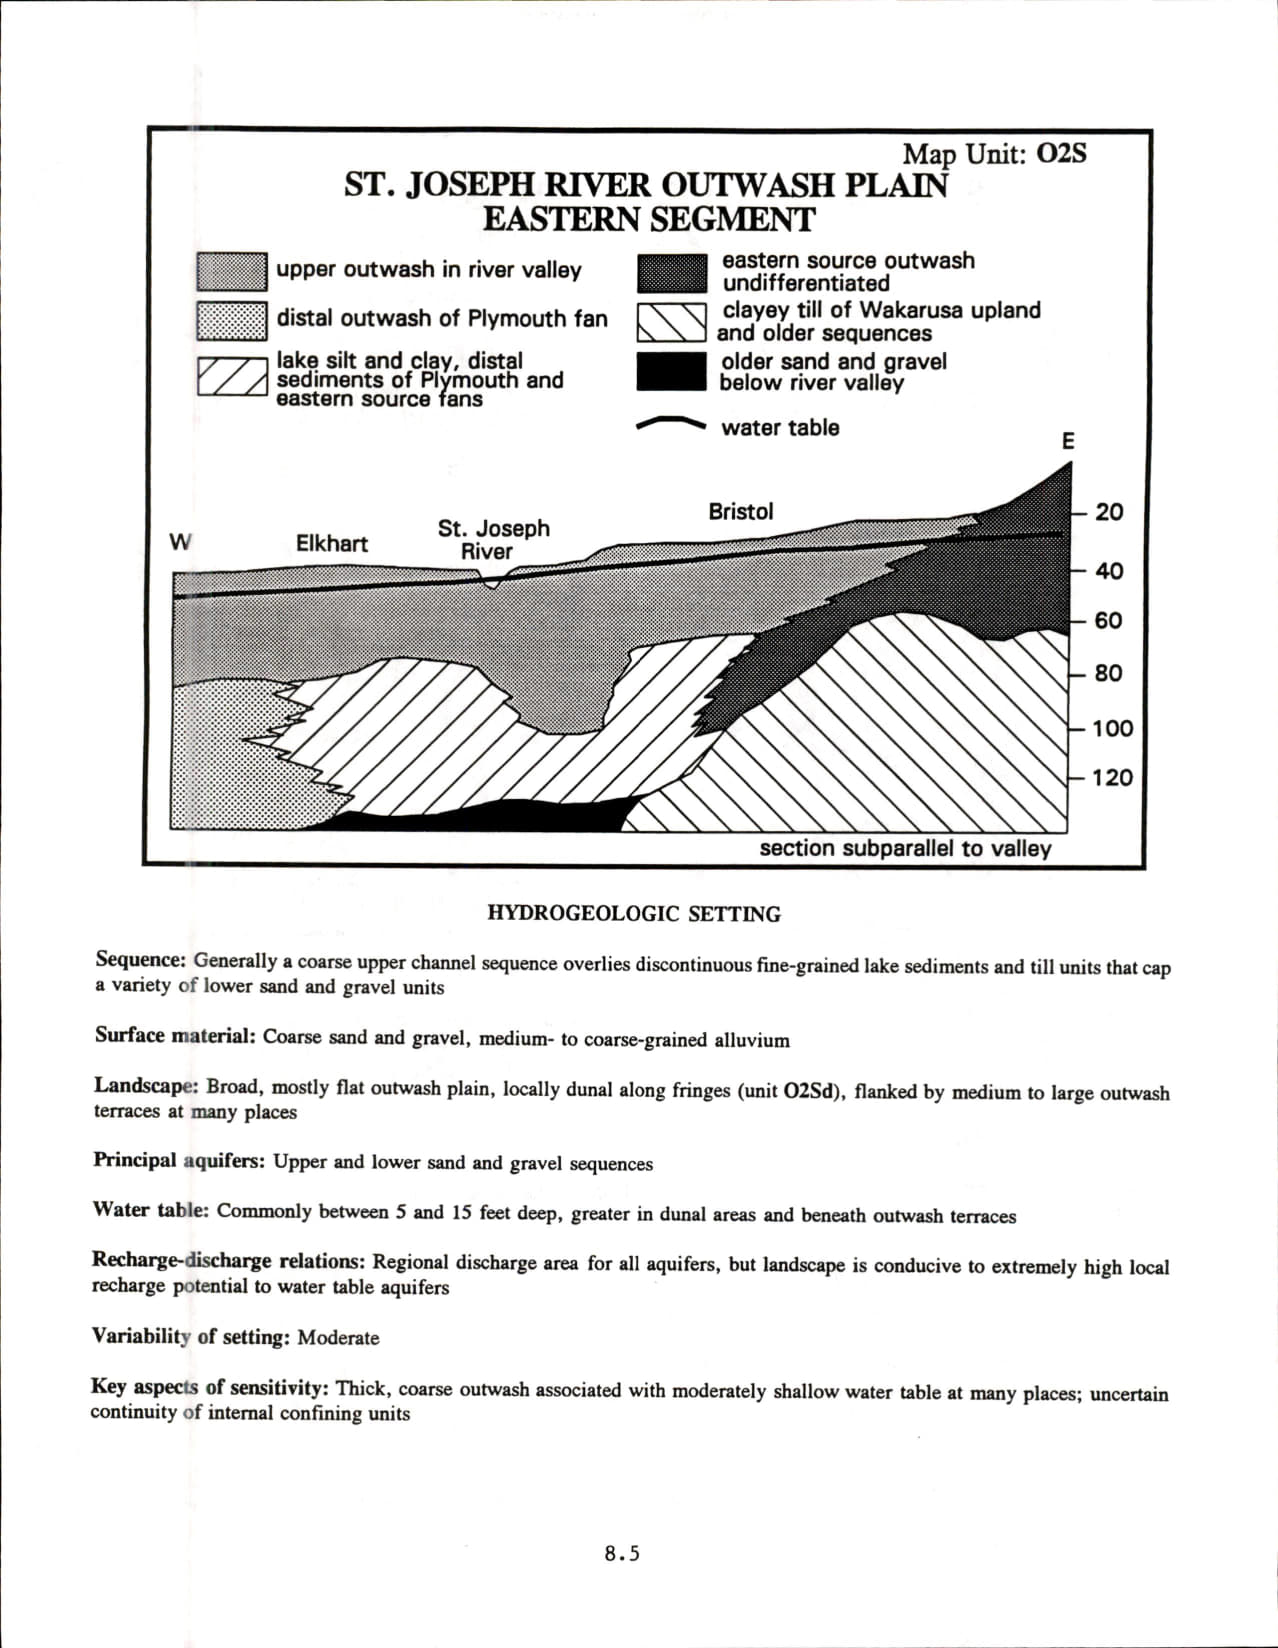 Map Unit: O2S
ST. JOSEPH RIVER OUTWASH PLAIN
EASTERN SEGMENT
upper outwash in river valley
distal outwash of Plymouth fan
lake silt and clay, distal
sediments of Plymouth and
eastern source fans
eastern source outwash
undifferentiated
clayey till of Wakarusa upland
and older sequences
older sand and gravel
below river valley
water table
E
W
Elkhart
St. Joseph
River
Bristol
20
40
60
80
100
120
section subparallel to valley
HYDROGEOLOGIC SETTING
Sequence: Generally a coarse upper channel sequence overlies discontinuous fine-grained lake sediments and till units that cap
a variety of lower sand and gravel units
Surface material: Coarse sand and gravel, medium- to coarse-grained alluvium
Landscape: Broad, mostly flat outwash plain, locally dunal along fringes (unit O2Sd), flanked by medium to large outwash
terraces at many places
Principal aquifers: Upper and lower sand and gravel sequences
Water table: Commonly between 5 and 15 feet deep, greater in dunal areas and beneath outwash terraces
Recharge-discharge relations: Regional discharge area for all aquifers, but landscape is conducive to extremely high local
recharge potential to water table aquifers
Variability of setting: Moderate
Key aspects of sensitivity: Thick, coarse outwash associated with moderately shallow water table at many places; uncertain
continuity of internal confining units
8.5